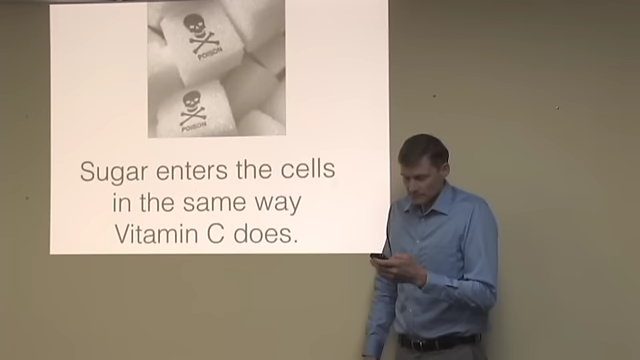 POISON
POISON
Sugar enters the cells
in the same way
Vitamin C does.